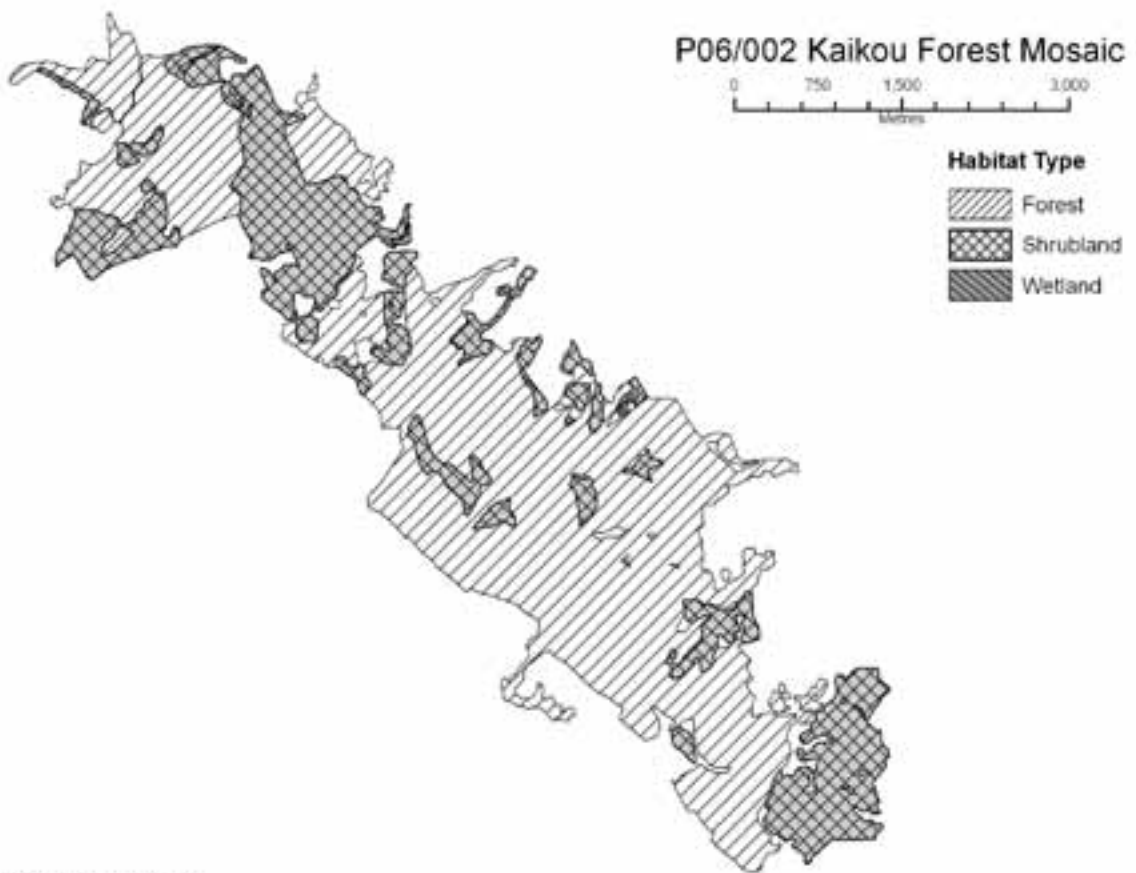 P06/002 Kaikou Forest Mosaic
0 750 1,500 3,000
Metres
Habitat Type
Forest
Shrubland
Wetland